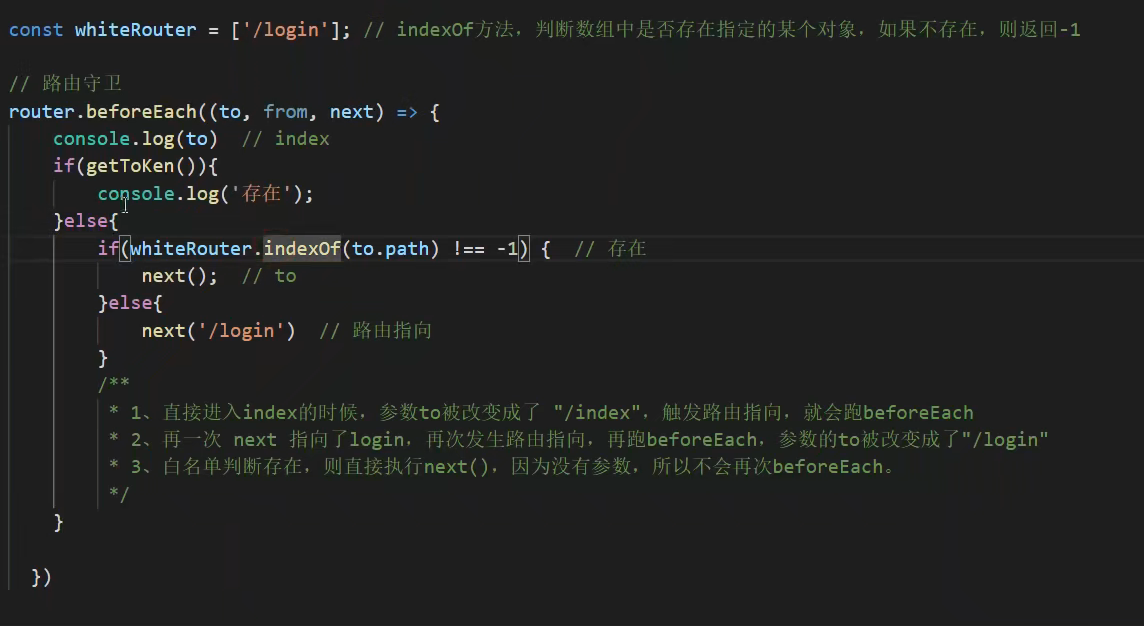 const whiteRouter = ['/login']; // indexOf方法，判断数组中是否存在指定的某个对象，如果不存在，则返回-1
// 路由守卫
router.beforeEach((to, from, next) => {
console.log(to)  // index
if(getToKen()){
console.log('存在');
}else{
if(whiteRouter.indexOf(to.path) !== -1) {  // 存在
next();  // to
}else{
next('/login')  // 路由指向
}
/**
* 1、直接进入index的时候，参数to被改变成了 "/index"，触发路由指向，就会跑beforeEach
* 2、再一次 next 指向了login，再次发生路由指向，再跑beforeEach，参数的to被改变成了"/login"
* 3、白名单判断存在，则直接执行next()，因为没有参数，所以不会再次beforeEach。
*/
}
})